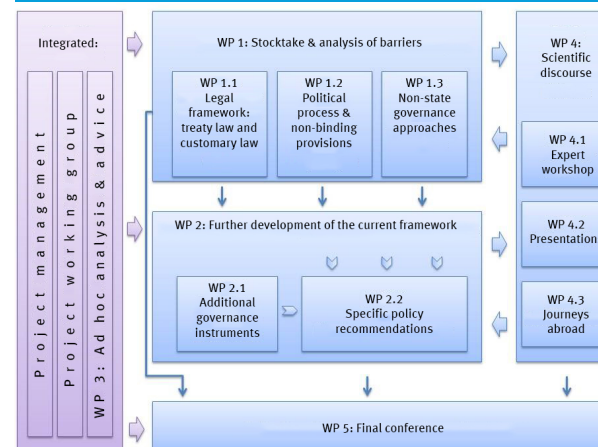 Integrated:
Project management
Project working group
WP 3: Ad hoc analysis & advice
WP 1: Stocktake & analysis of barriers
WP 1.1
Legal
framework:
treaty law and
customary law
WP 1.2
Political
process &
non-binding
provisions
WP 1.3
Non-state
governance
approaches
WP 2: Further development of the current framework
WP 2.1
Additional
governance
instruments
WP 2.2
Specific policy
recommendations
WP 4:
Scientific
discourse
WP 4.1
Expert
workshop
WP 4.2
Presentation
WP 4.3
Journeys
abroad
WP 5: Final conference